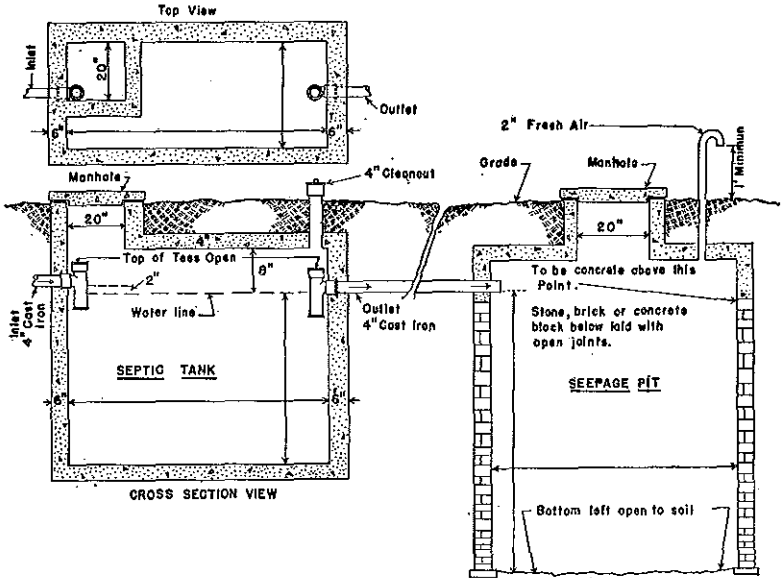 Top View
Inlet
20"
Outlet
6"
6"
Manhole
4" Cleanout
20"
4"
Top of Tees Open
8"
2"
Water line
Inlet
4" Cast
Iron
Outlet
4" Cast Iron
SEPTIC TANK
6"
6"
CROSS SECTION VIEW
2" Fresh Air
Grade
Manhole
1' Minimun
20"
To be concrete above this
Point.
Stone, brick or concrete
block below laid with
open joints.
SEEPAGE PIT
Bottom left open to soil